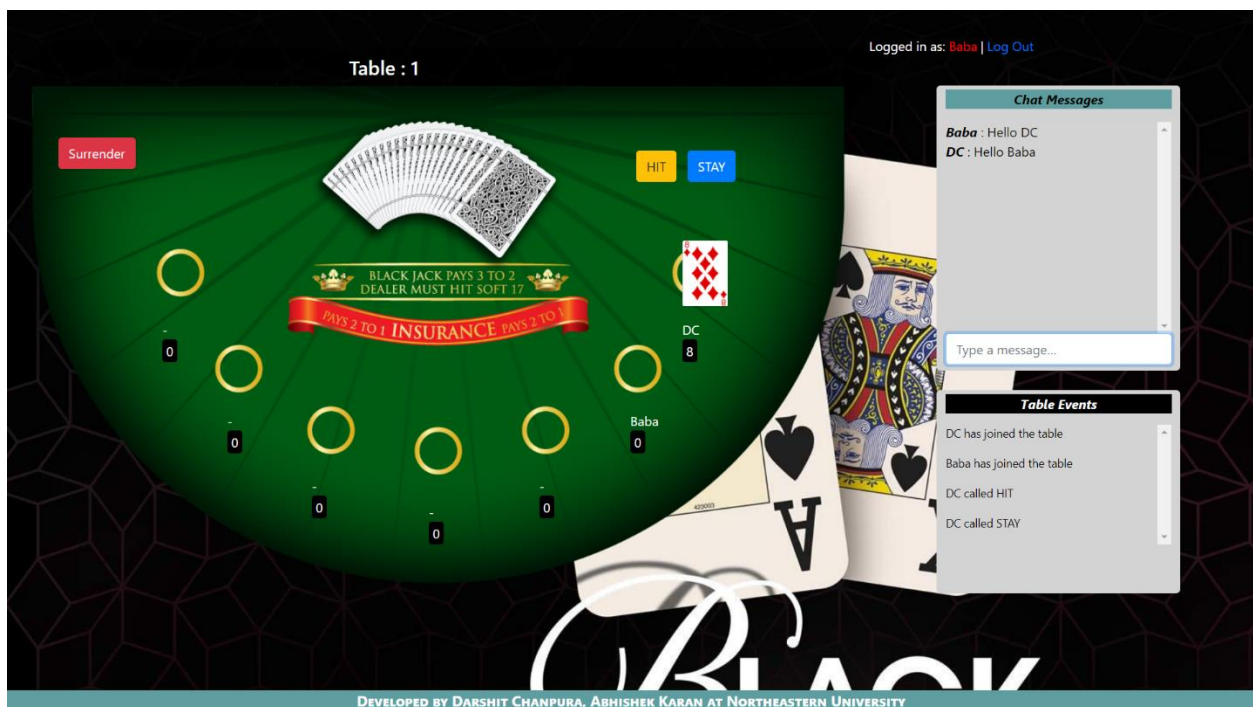 Logged in as: Baba | Log Out
Table : 1
Surrender
HIT
STAY
BLACK JACK PAYS 3 TO 2
DEALER MUST HIT SOFT 17
PAYS 2 TO 1 INSURANCE PAYS 2 TO 1
8
8
DC
8
Baba
0
-
0
-
0
-
0
-
0
-
0
Chat Messages
Baba : Hello DC
DC : Hello Baba
Type a message...
Table Events
DC has joined the table
Baba has joined the table
DC called HIT
DC called STAY
420003
A
K
BLACK
DEVELOPED BY DARSHIT CHANPURA, ABHISHEK KARAN AT NORTHEASTERN UNIVERSITY